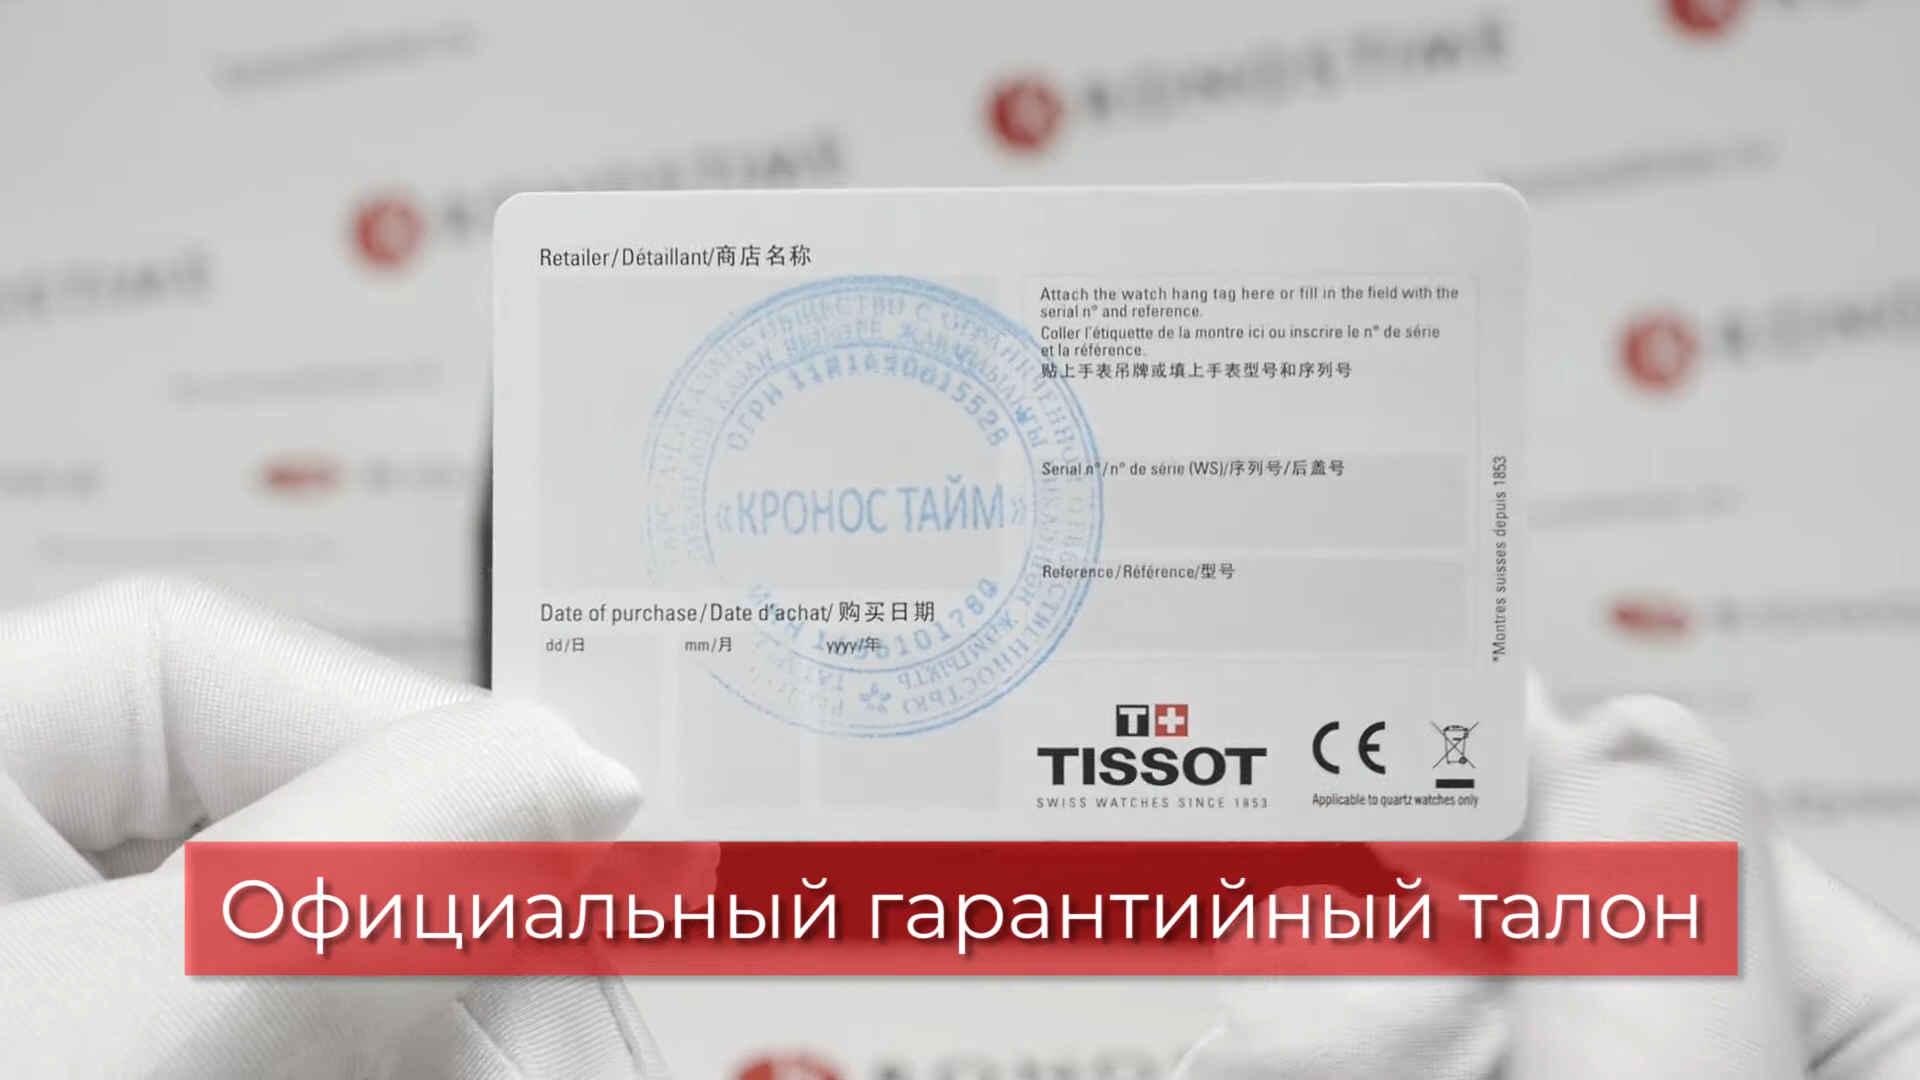 Retailer/Détaillant/商店名称
Attach the watch hang tag here or fill in the field with the
serial n° and reference.
Coller l'étiquette de la montre ici ou inscrire le n° de série
et la référence.
贴上手表吊牌或填上手表型号和序列号
ОГРН 1181690015528
«КРОНОС ТАЙМ»
Serial n°/n° de série (WS)/序列号/后盖号
Reference/Référence/型号
Date of purchase/Date d'achat/购买日期
dd/日 mm/月 yyyy/年
*Montres suisses depuis 1853
T+
TISSOT
SWISS WATCHES SINCE 1853
CE
Applicable to quartz watches only
Официальный гарантийный талон